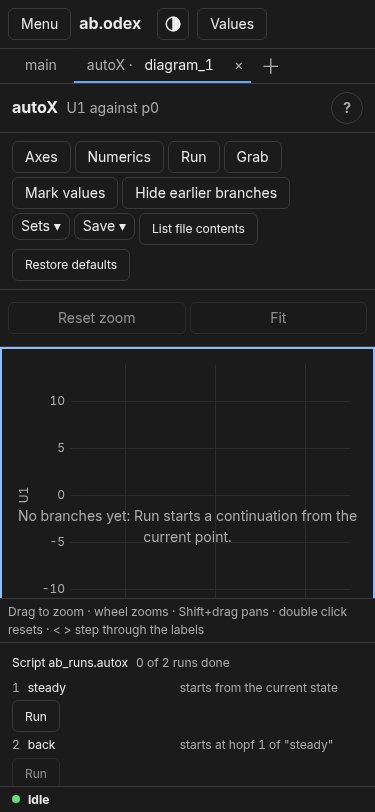 Menu ab.odex Values
main autoX · diagram_1 ×
autoX U1 against p0 ?
Axes Numerics Run Grab
Mark values Hide earlier branches
Sets ▾ Save ▾ List file contents
Restore defaults
Reset zoom Fit
10
5
0
-5
-10
U1
No branches yet: Run starts a continuation from the
current point.
Drag to zoom · wheel zooms · Shift+drag pans · double click
resets · < > step through the labels
Script ab_runs.autox 0 of 2 runs done
1 steady starts from the current state
Run
2 back starts at hopf 1 of "steady"
Run
Idle